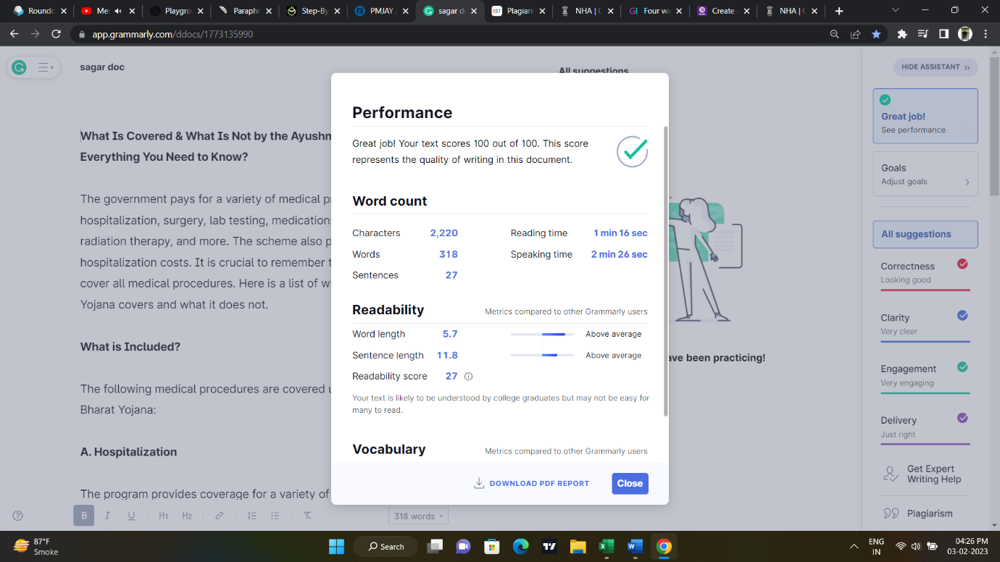 Roundc
Mer
Playgro
Paraphr
Step-By
PMJAY A
sagar d
Plagiaris
NHA | C
Four wa
Create A
NHA | C
app.grammarly.com/ddocs/1773135990
sagar doc
All suggestions
HIDE ASSISTANT
What Is Covered & What Is Not by the Ayushm
Everything You Need to Know?
The government pays for a variety of medical p
hospitalization, surgery, lab testing, medication
radiation therapy, and more. The scheme also p
hospitalization costs. It is crucial to remember t
cover all medical procedures. Here is a list of w
Yojana covers and what it does not.
What is Included?
The following medical procedures are covered u
Bharat Yojana:
A. Hospitalization
The program provides coverage for a variety of
Performance
Great job! Your text scores 100 out of 100. This score
represents the quality of writing in this document.
Word count
Characters 2,220 Reading time 1 min 16 sec
Words 318 Speaking time 2 min 26 sec
Sentences 27
Readability Metrics compared to other Grammarly users
Word length 5.7 Above average
Sentence length 11.8 Above average
Readability score 27
Your text is likely to be understood by college graduates but may not be easy for
many to read.
Vocabulary Metrics compared to other Grammarly users
DOWNLOAD PDF REPORT Close
ave been practicing!
Great job!
See performance
Goals
Adjust goals
All suggestions
Correctness
Looking good
Clarity
Very clear
Engagement
Very engaging
Delivery
Just right
Get Expert
Writing Help
Plagiarism
B I U H1 H2
318 words
87°F
Smoke
Search
ENG
IN
04:26 PM
03-02-2023